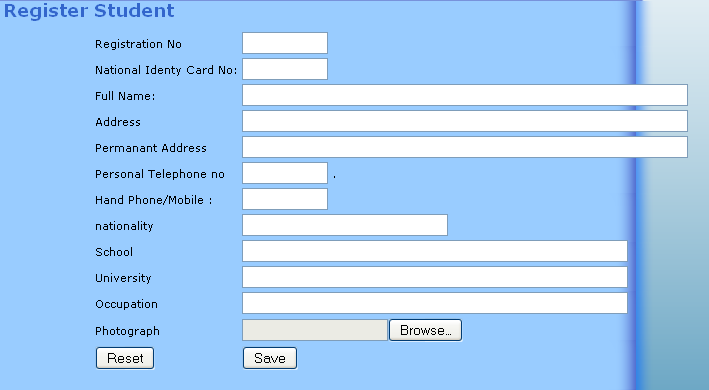 Register Student
Registration No
National Identy Card No:
Full Name:
Address
Permanant Address
Personal Telephone no .
Hand Phone/Mobile :
nationality
School
University
Occupation
Photograph Browse...
Reset Save